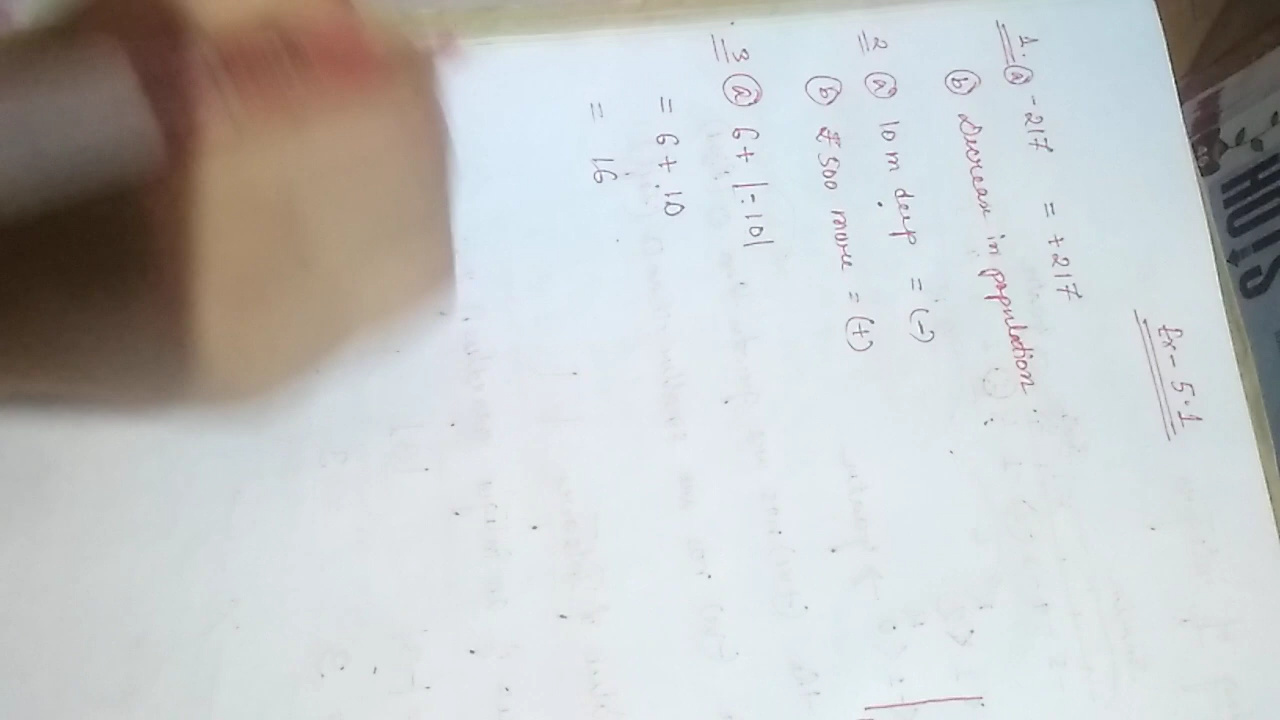 Ex - 5.1
1. (a) -217 = +217
(b) Decrease in population
2 (a) 10 m deep = (-)
(b) ₹ 500 more = (+)
3 (a) 6 + |-10|
= 6 + 10
= 16
HOTS